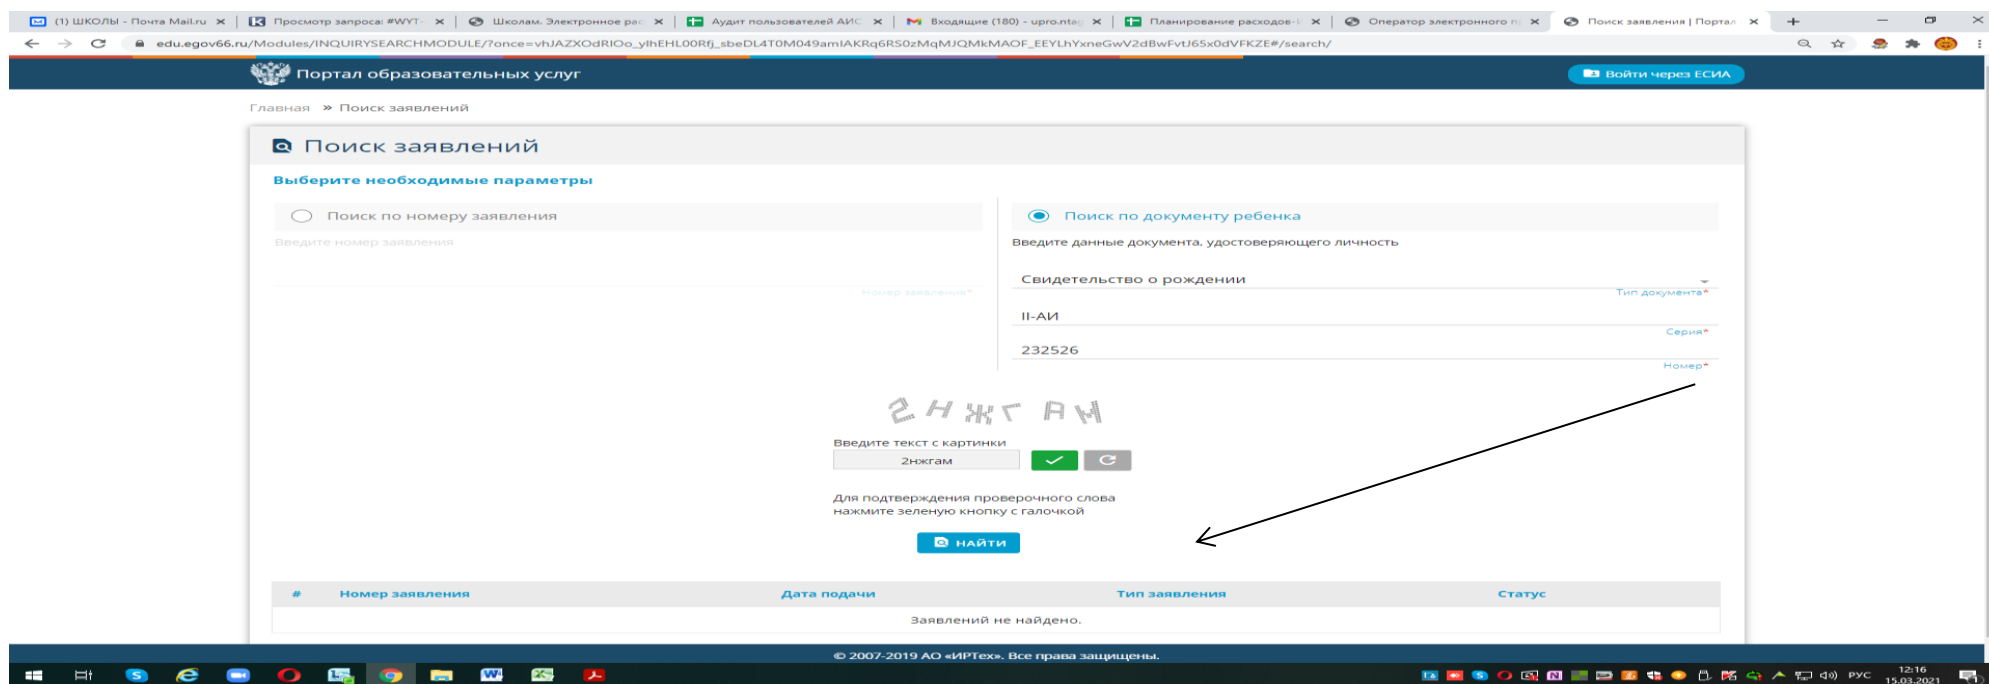 (1) ШКОЛЫ - Почта Mail.ru
Просмотр запроса: #WYT-
Школам. Электронное рас
Аудит пользователей АИС
Входящие (180) - upro.ntag
Планирование расходов-
Оператор электронного п
Поиск заявления | Портал
edu.egov66.ru/Modules/INQUIRYSEARCHMODULE/
Портал образовательных услуг
Войти через ЕСИА
Главная » Поиск заявлений
Поиск заявлений
Выберите необходимые параметры
Поиск по номеру заявления
Поиск по документу ребенка
Введите номер заявления
Введите данные документа, удостоверяющего личность
Свидетельство о рождении
Номер заявления*
Тип документа*
II-АИ
Серия*
232526
Номер*
2НЖГАМ
Введите текст с картинки
2нжгам
Для подтверждения проверочного слова
нажмите зеленую кнопку с галочкой
НАЙТИ
# Номер заявления Дата подачи Тип заявления Статус
Заявлений не найдено.
© 2007-2019 АО «ИРТех». Все права защищены.
РУС
12:16
15.03.2021